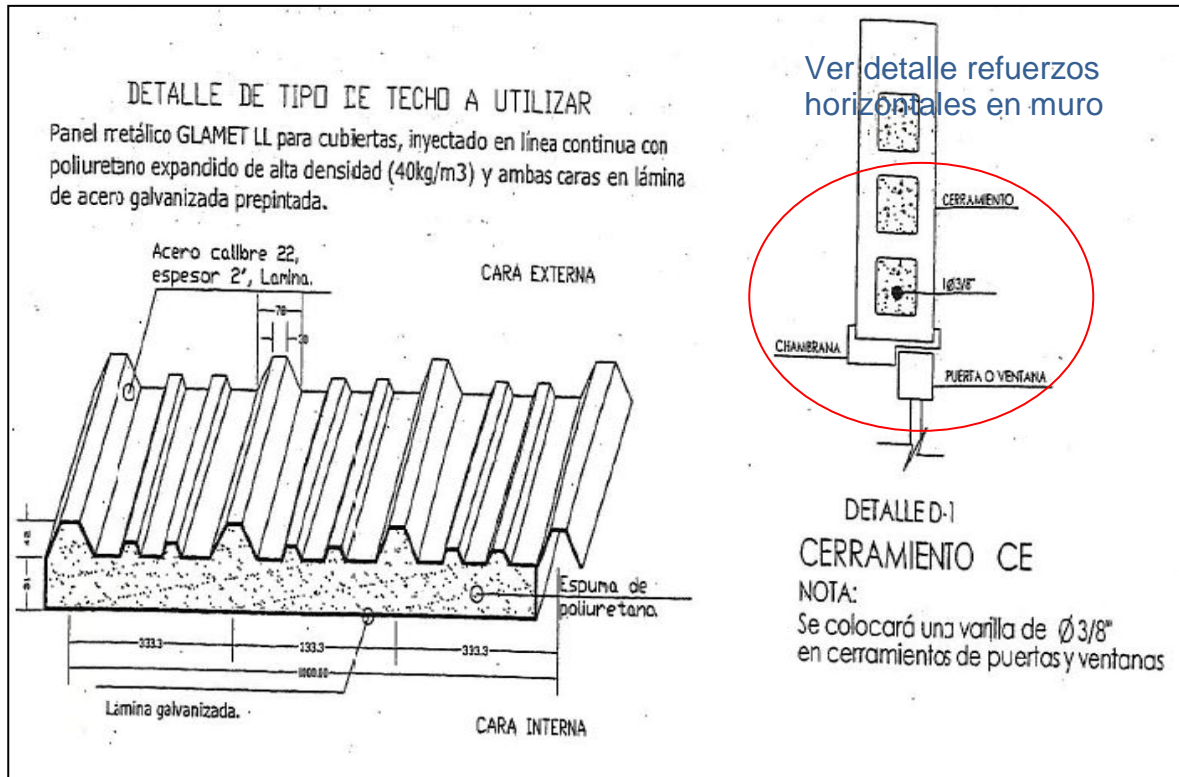 DETALLE DE TIPO DE TECHO A UTILIZAR
Panel metálico GLAMET LL para cubiertas, inyectado en línea continua con
poliuretano expandido de alta densidad (40kg/m3) y ambas caras en lámina
de acero galvanizada prepintada.
Acero calibre 22,
espesor 2', Lamina.
CARA EXTERNA
78
30
Espuma de
poliuretano.
333.3
333.3
333.3
1000.00
Lámina galvanizada.
CARA INTERNA
Ver detalle refuerzos
horizontales en muro
CERRAMIENTO
1Ø3/8"
CHAMBRANA
PUERTA O VENTANA
DETALLE D-1
CERRAMIENTO CE
NOTA:
Se colocará una varilla de Ø3/8"
en cerramientos de puertas y ventanas